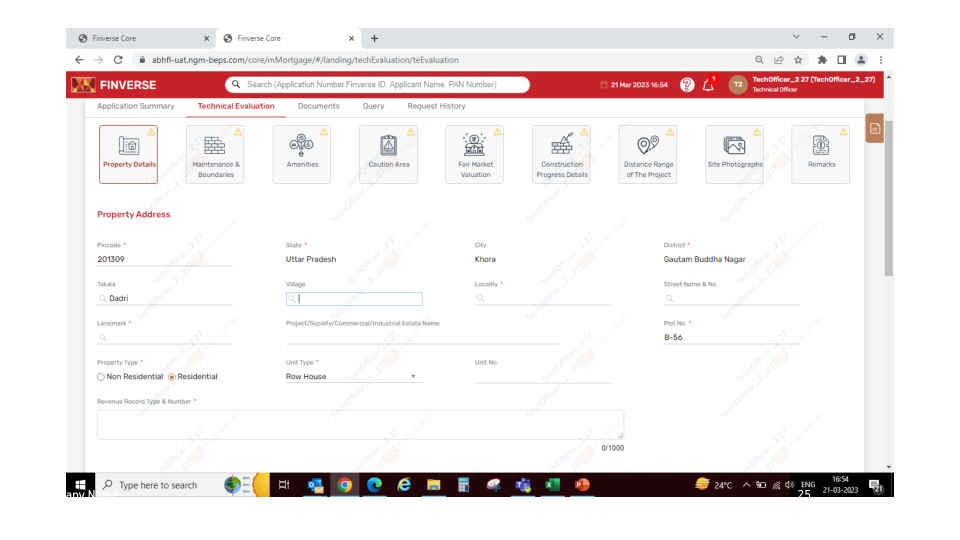 Finverse Core
Finverse Core
abhfl-uat.ngm-beps.com/core/mMortgage/#/landing/techEvaluation/teEvaluation
FINVERSE
Search (Application Number,Finverse ID, Applicant Name, PAN Number)
21 Mar 2023 16:54
1
T2
TechOfficer_2 27 (TechOfficer_2_27)
Technical Officer
Application Summary Technical Evaluation Documents Query Request History
Property Details
Maintenance &
Boundaries
Amenities
Caution Area
Fair Market
Valuation
Construction
Progress Details
Distance Range
of The Project
Site Photographs
Remarks
Property Address
Pincode * State * City District *
201309 Uttar Pradesh Khora Gautam Buddha Nagar
Taluka Village Locality * Street Name & No.
Dadri
Landmark * Project/Society/Commercial/Industrial Estate Name Plot No. *
B-56
Property Type * Unit Type * Unit No.
Non Residential Residential Row House
Revenue Record Type & Number *
0/1000
Type here to search
24°C ENG 16:54
21-03-2023
25
21